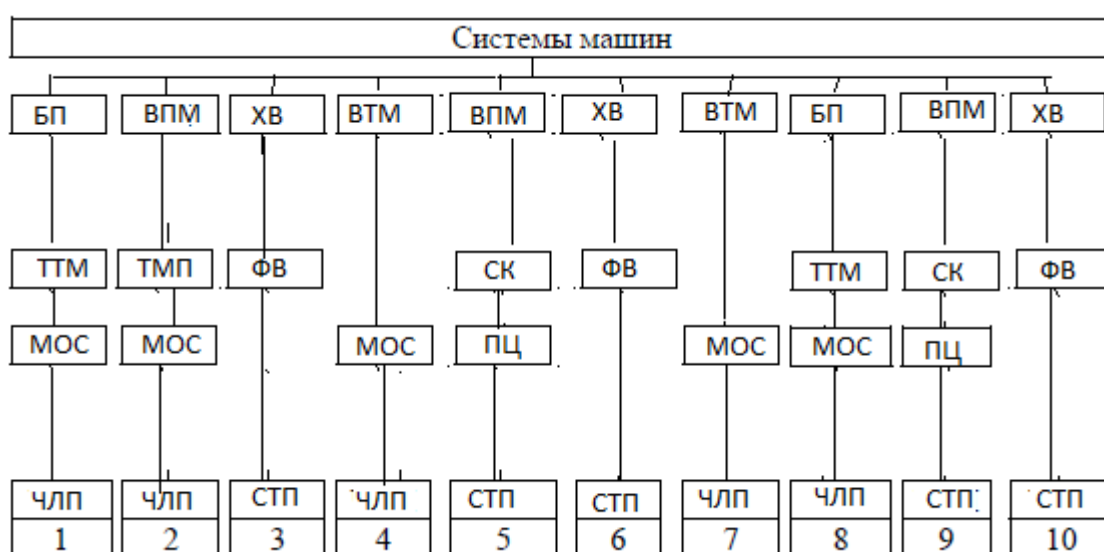 Системы машин
БП ВПМ ХВ ВТМ ВПМ ХВ ВТМ БП ВПМ ХВ
ТТМ ТМП ФВ СК ФВ ТТМ СК ФВ
МОС МОС МОС ПЦ МОС МОС ПЦ
ЧЛП ЧЛП СТП ЧЛП СТП СТП ЧЛП ЧЛП СТП СТП
1 2 3 4 5 6 7 8 9 10